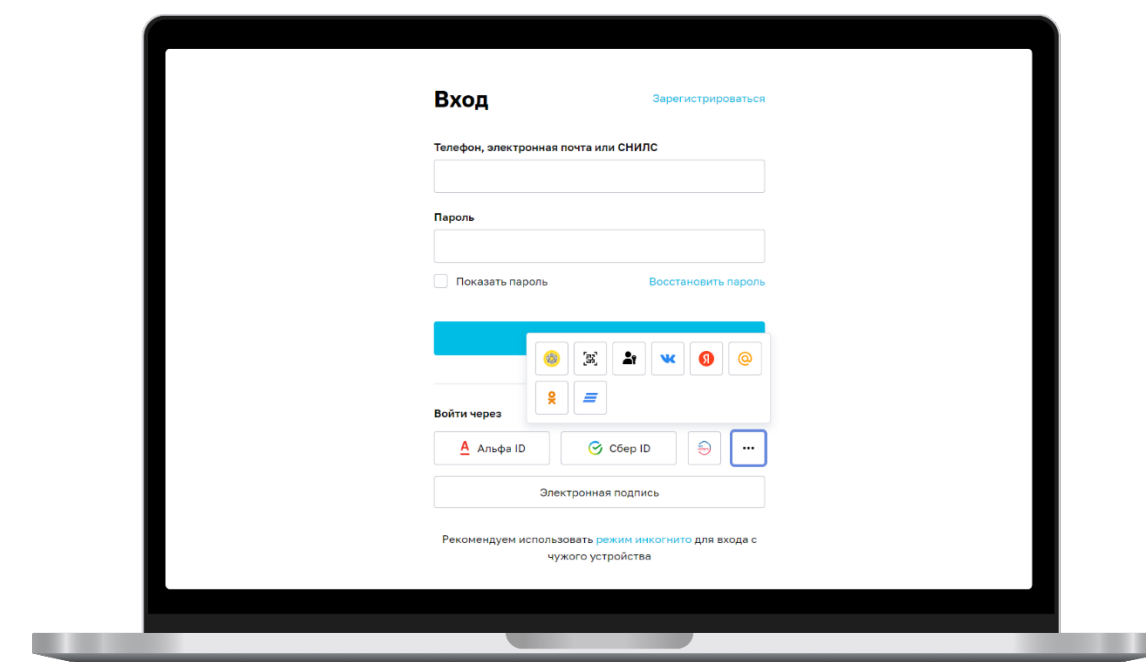 Вход
Зарегистрироваться
Телефон, электронная почта или СНИЛС
Пароль
Показать пароль
Восстановить пароль
Я
@
Войти через
А Альфа ID
Сбер ID
Электронная подпись
Рекомендуем использовать режим инкогнито для входа с
чужого устройства